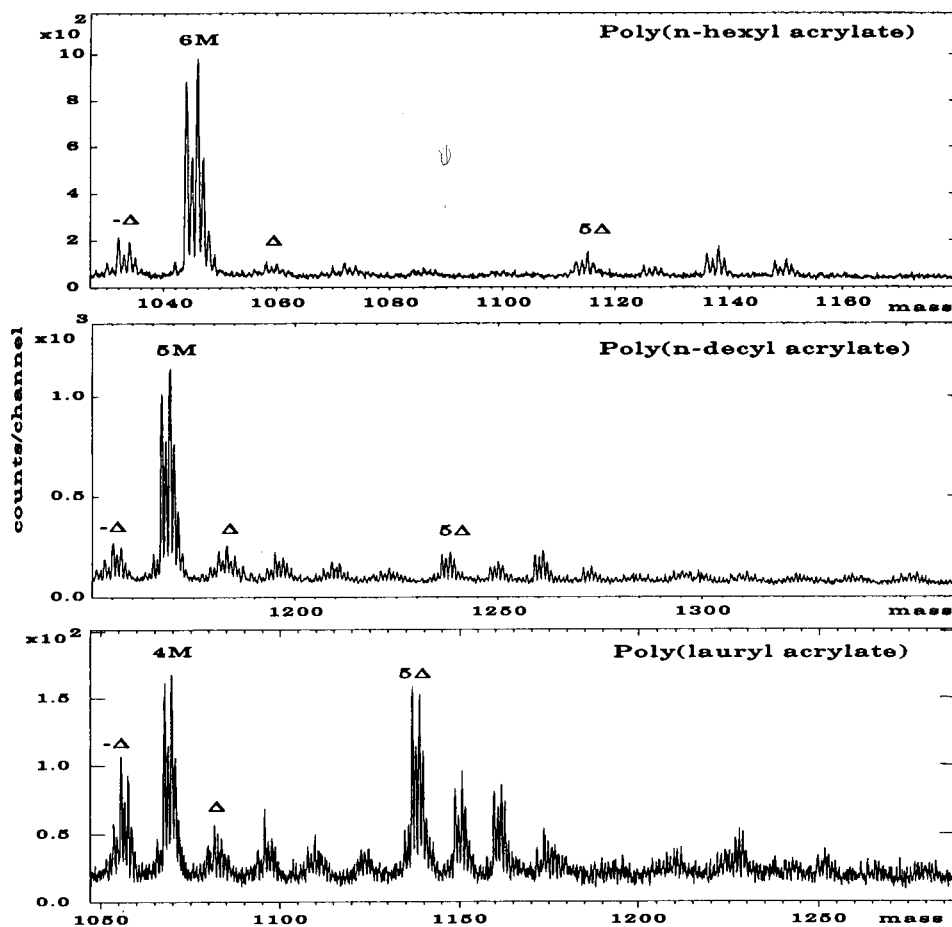 x10 2
6M
Poly(n-hexyl acrylate)
10
8
6
-Δ
4
Δ
5Δ
2
0
1040 1060 1080 1100 1120 1140 1160 mass
x10 3
5M
Poly(n-decyl acrylate)
1.0
counts/channel
-Δ
Δ
5Δ
0.5
0.0
1200 1250 1300 mass
x10 2
4M
Poly(lauryl acrylate)
5Δ
1.5
-Δ
1.0
Δ
0.5
0.0
1050 1100 1150 1200 1250 mass